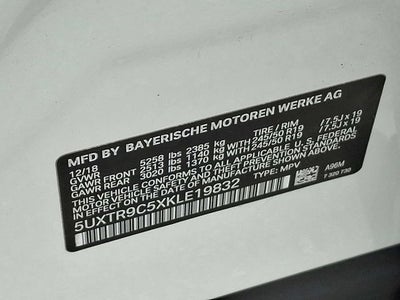 MFD BY BAYERISCHE MOTOREN WERKE AG
12/18 TIRE / RIM
GVWR 5258 lbs 2385 kg
GAWR FRONT 2513 lbs 1140 kg WITH 245/50 R19 / 7.5J x 19
GAWR REAR 3020 lbs 1370 kg WITH 245/50 R19 / 7.5J x 19
THIS VEHICLE CONFORMS TO ALL APPLICABLE U.S. FEDERAL
MOTOR VEHICLE SAFETY AND THEFT PREVENTION STANDARDS
IN EFFECT ON THE DATE OF MANUFACTURE SHOWN ABOVE.
5UXTR9C5XKLE19832 TYPE: MPV
A96M
7 320 730